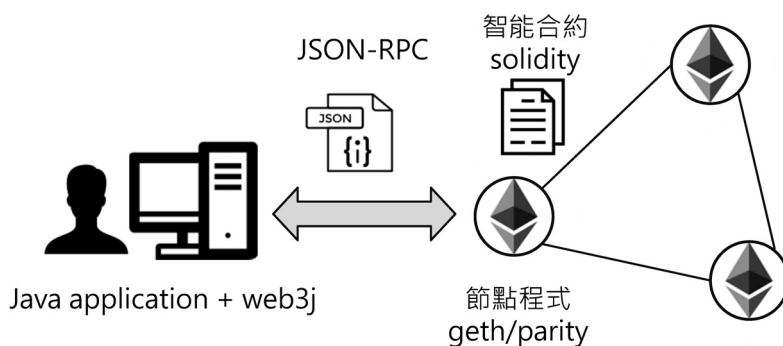 JSON-RPC
智能合約
solidity
JSON
{i}
Java application + web3j
節點程式
geth/parity